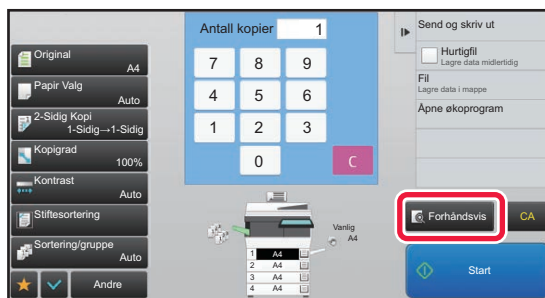 Original
A4
Papir Valg
Auto
2-Sidig Kopi
1-Sidig→1-Sidig
Kopigrad
100%
Kontrast
Auto
Stiftesortering
Sortering/gruppe
Auto
Andre
Antall kopier 1
7 8 9
4 5 6
1 2 3
0 C
Vanlig
A4
1 A4
2 A4
3 A4
4 A4
Send og skriv ut
Hurtigfil
Lagre data midlertidig
Fil
Lagre data i mappe
Åpne økoprogram
Forhåndsvis CA
Start